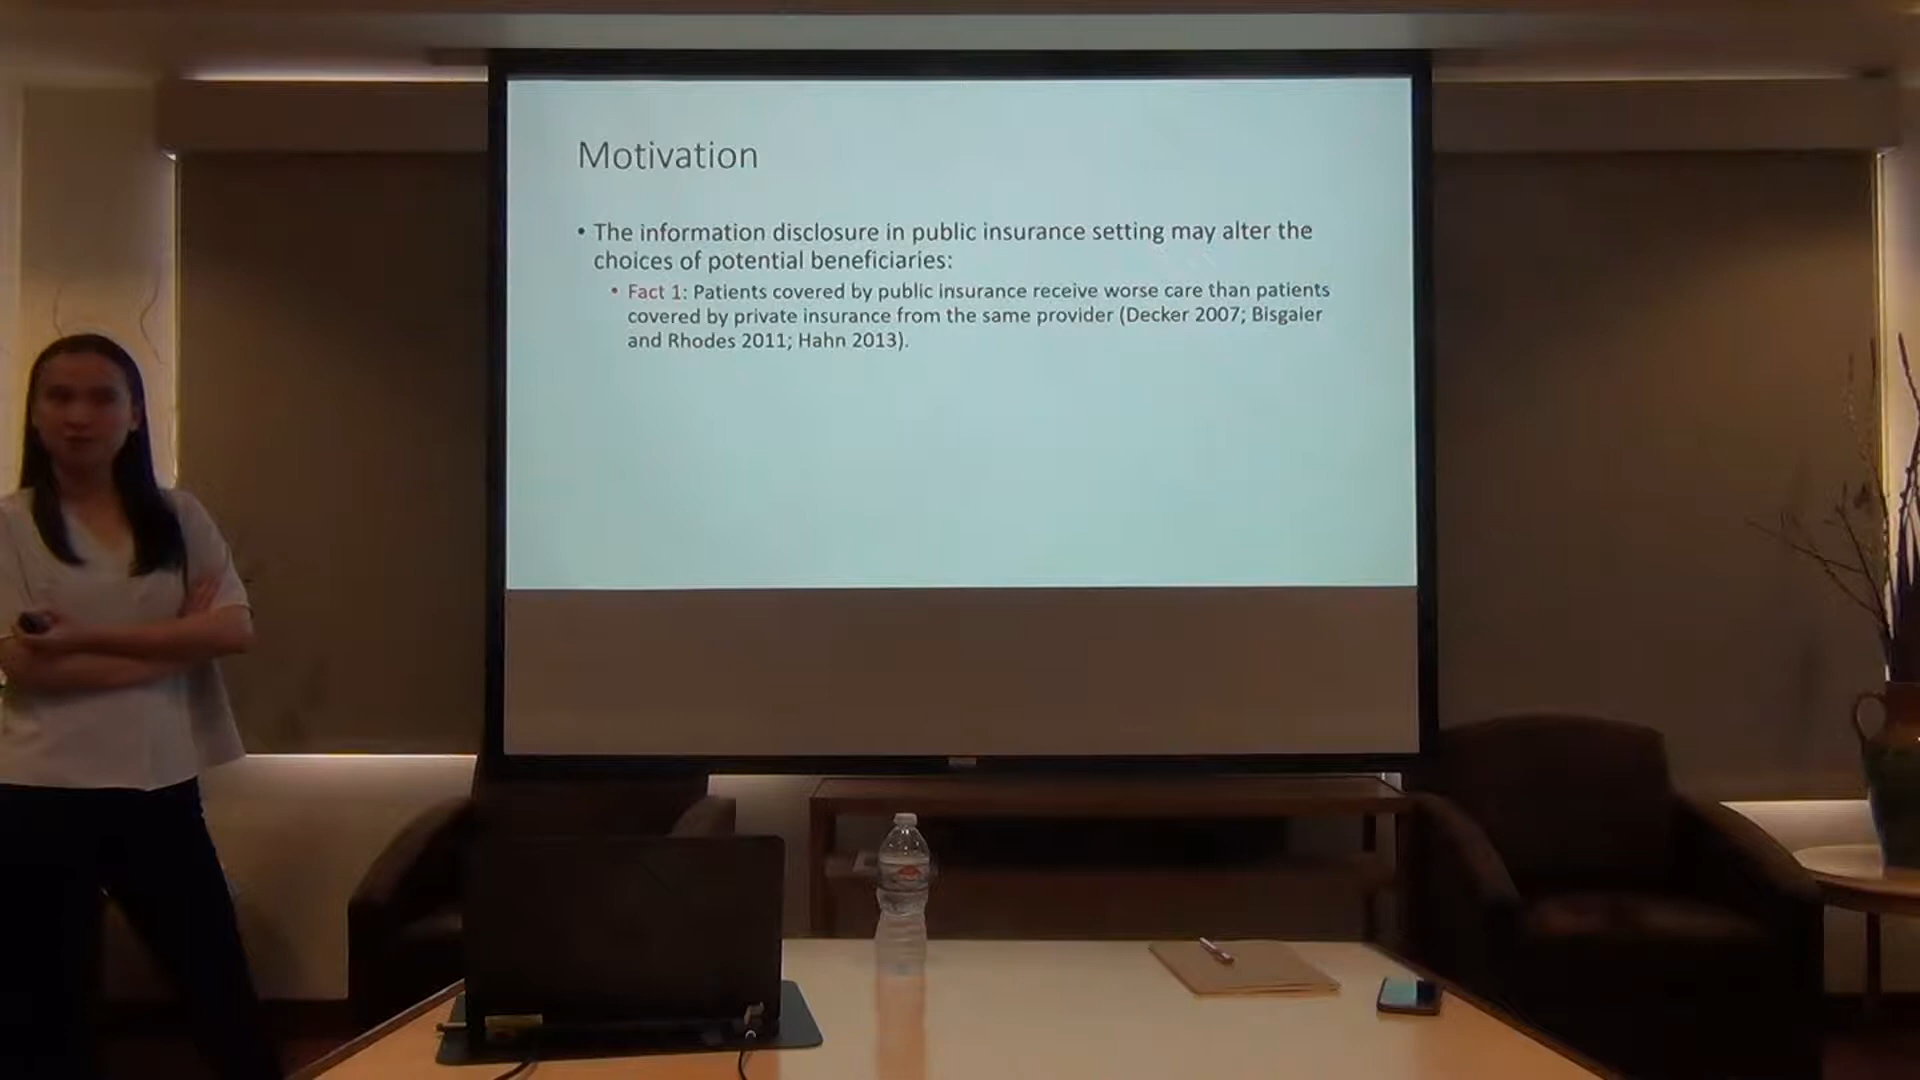 Motivation
• The information disclosure in public insurance setting may alter the
choices of potential beneficiaries:
• Fact 1: Patients covered by public insurance receive worse care than patients
covered by private insurance from the same provider (Decker 2007; Bisgaier
and Rhodes 2011; Hahn 2013).